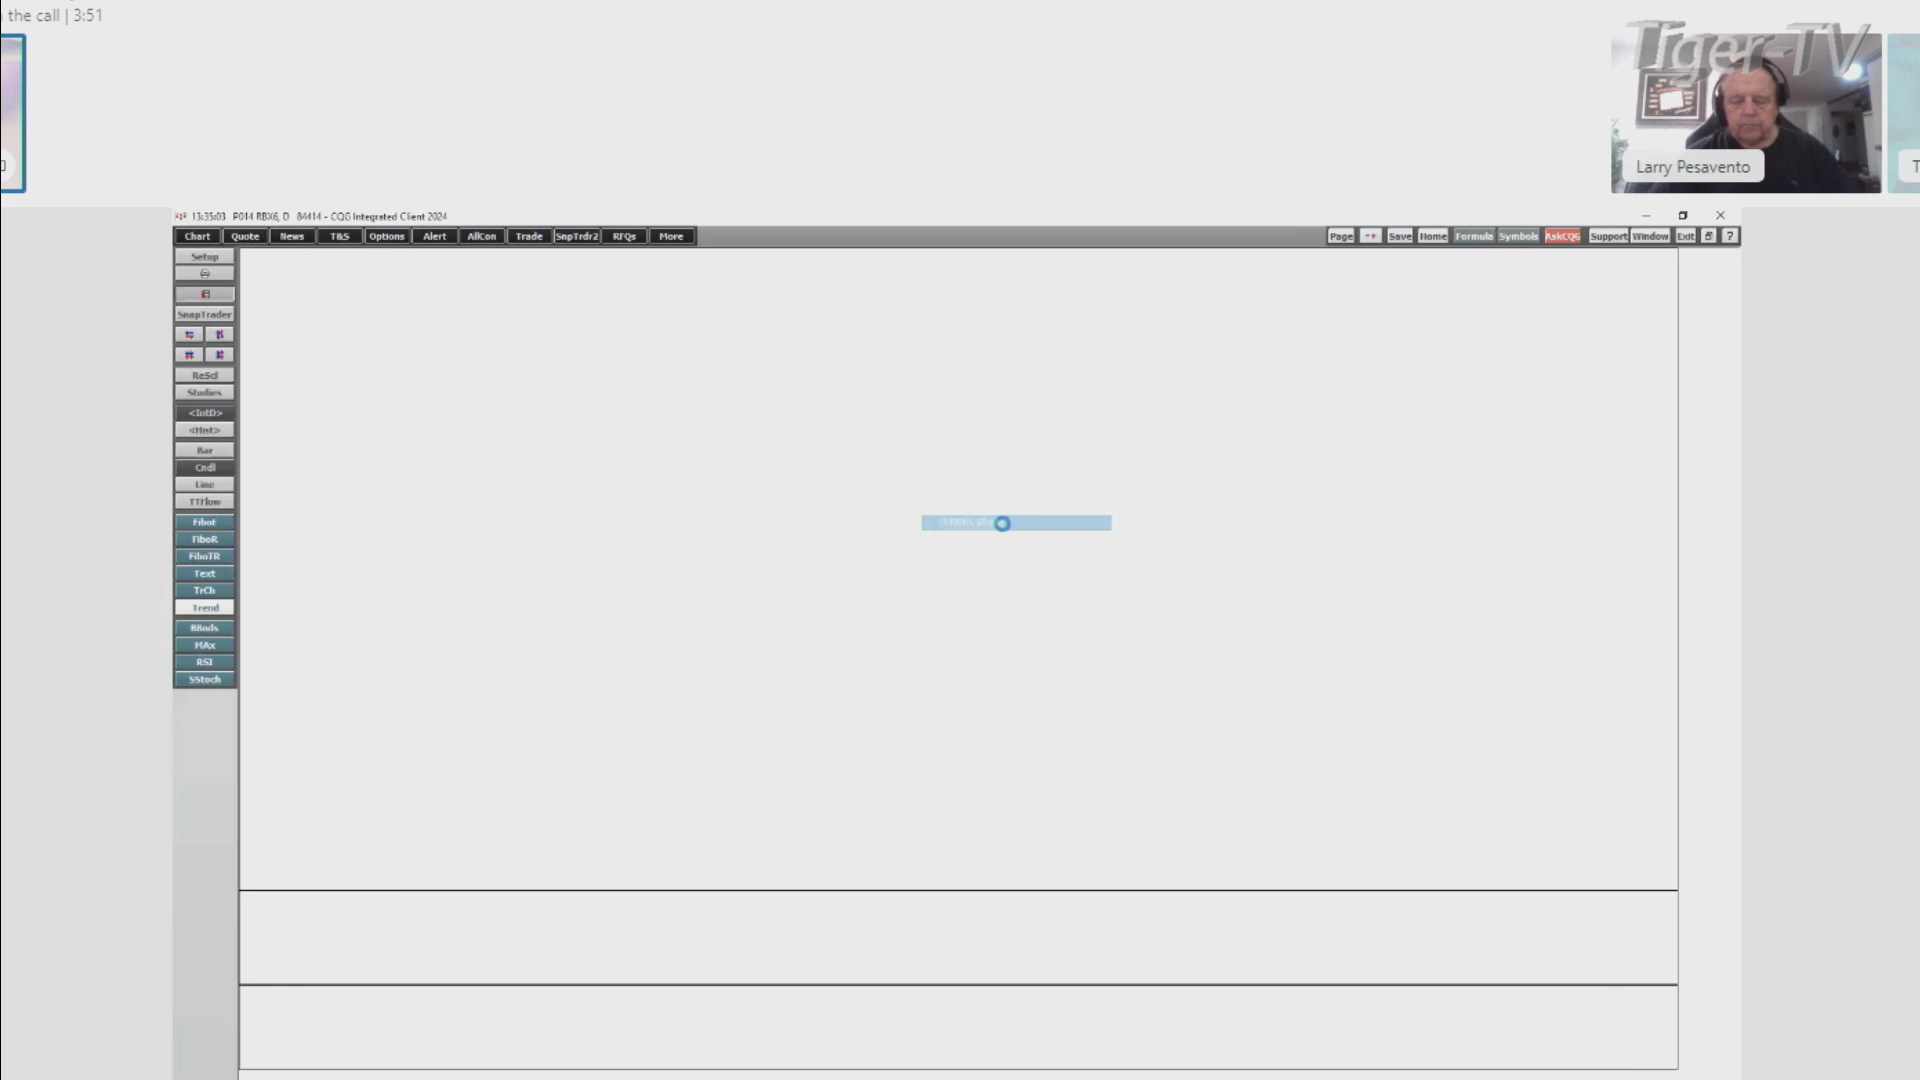 the call | 3:51
Tiger-TV
Larry Pesavento
T
13:35:03 P014 RBX6, D 84414 - CQG Integrated Client 2024
Chart Quote News T&S Options Alert AllCon Trade SnpTrdr2 RFQs More
Page Save Home Formula Symbols AskCQG Support Window Exit ?
Setup
SnapTrader
ReScl
Studies
<IntD>
<Hist>
Bar
Cndl
Line
TTFlow
FiboE
FiboR
FiboTR
Text
TrCh
Trend
BBnds
MAx
RSI
SStoch